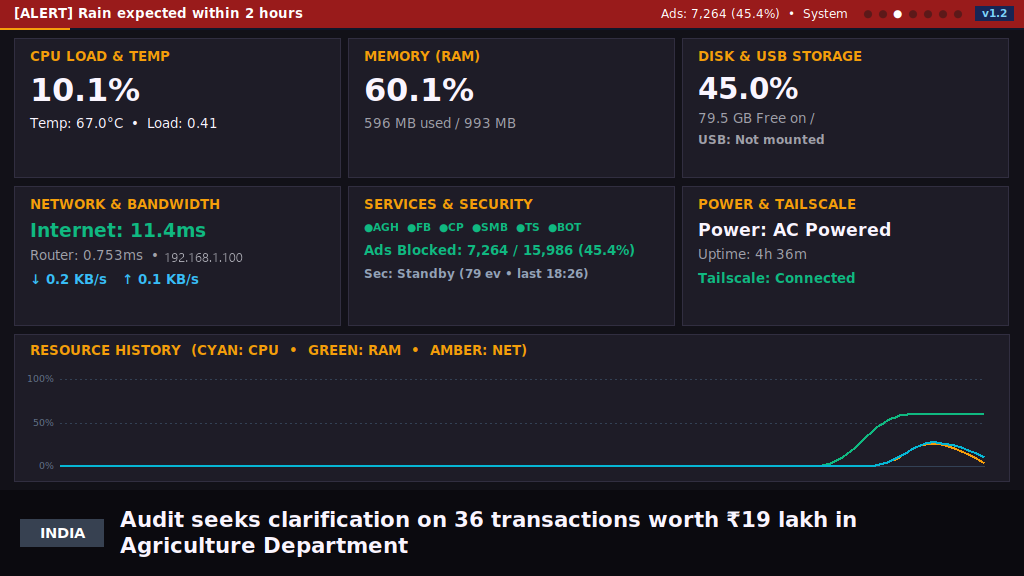 [ALERT] Rain expected within 2 hours
Ads: 7,264 (45.4%) • System
v1.2
CPU LOAD & TEMP
10.1%
Temp: 67.0°C • Load: 0.41
MEMORY (RAM)
60.1%
596 MB used / 993 MB
DISK & USB STORAGE
45.0%
79.5 GB Free on /
USB: Not mounted
NETWORK & BANDWIDTH
Internet: 11.4ms
Router: 0.753ms • 192.168.1.100
↓ 0.2 KB/s ↑ 0.1 KB/s
SERVICES & SECURITY
●AGH ●FB ●CP ●SMB ●TS ●BOT
Ads Blocked: 7,264 / 15,986 (45.4%)
Sec: Standby (79 ev • last 18:26)
POWER & TAILSCALE
Power: AC Powered
Uptime: 4h 36m
Tailscale: Connected
RESOURCE HISTORY (CYAN: CPU • GREEN: RAM • AMBER: NET)
100%
50%
0%
INDIA
Audit seeks clarification on 36 transactions worth ₹19 lakh in
Agriculture Department